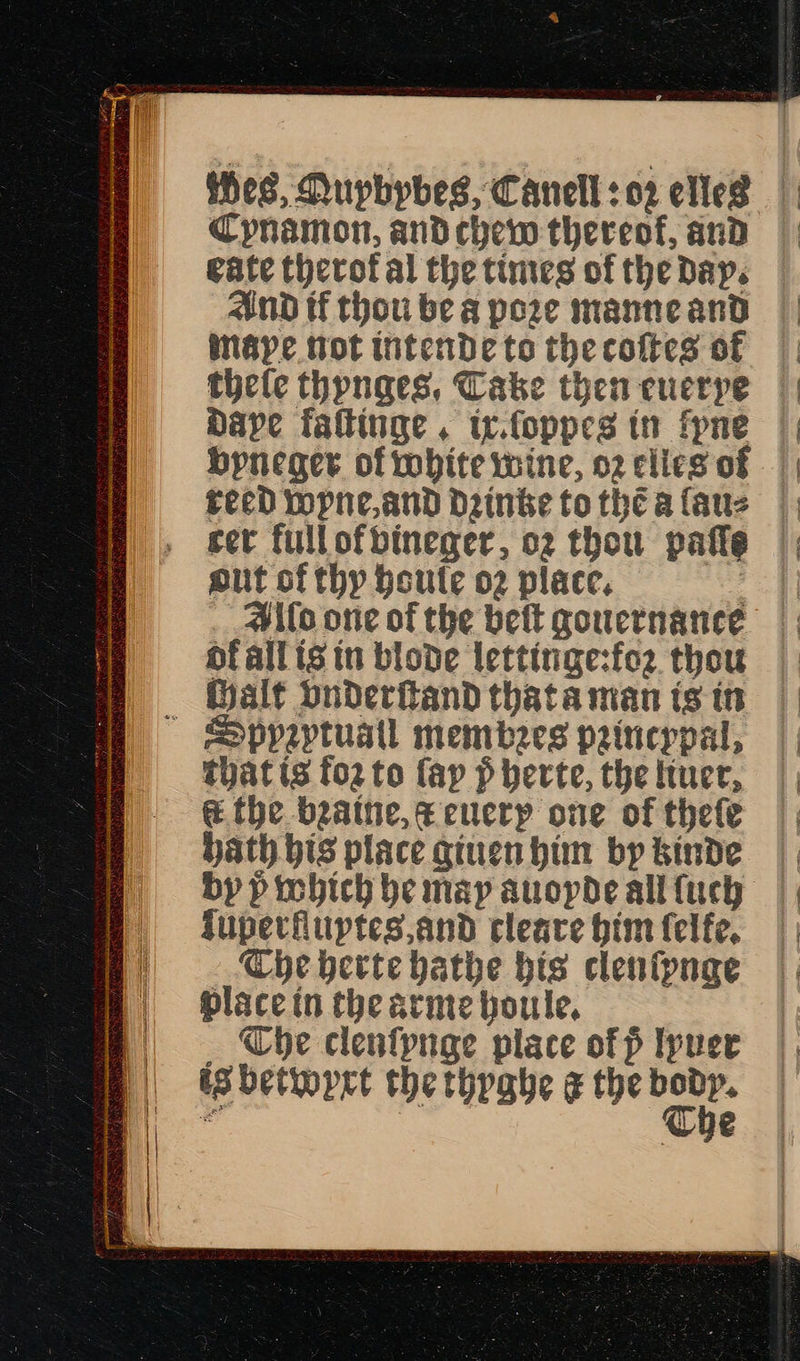 wes, Quybybes, Canell: or elles
Cynamon, and chew thereof, and
eate therof al the times of the day.
And if thou be a pore manne and
maye not intende to the coſtes of
theſe thynges, Take then euerye
daye faſtinge, ix.ſoppes in fyne
vyneger of white wine, or elles of
reed wyne, and drinke to thẽ a ſau⸗
cer full of vineger, or thou paſſe
out of thy houſe or place.
Alſo one of the beſt gouernance
of all is in blode lettinge: for thou
ſhalt vnderſtand that a man is in
Spyrytuall membres pryncypal,
that is for to ſay þͤ herte, the liuer,
& the braine, & euery one of theſe
hath his place giuen him by kinde
by þͤ which he may auoyde all ſuch
ſuperfluytes, and cleare him ſelfe.
The herte hathe his clenſynge
place in the arme houle.
The clenſynge place of þͤ lyuer
is betwyxt the thyghe & the body.
The